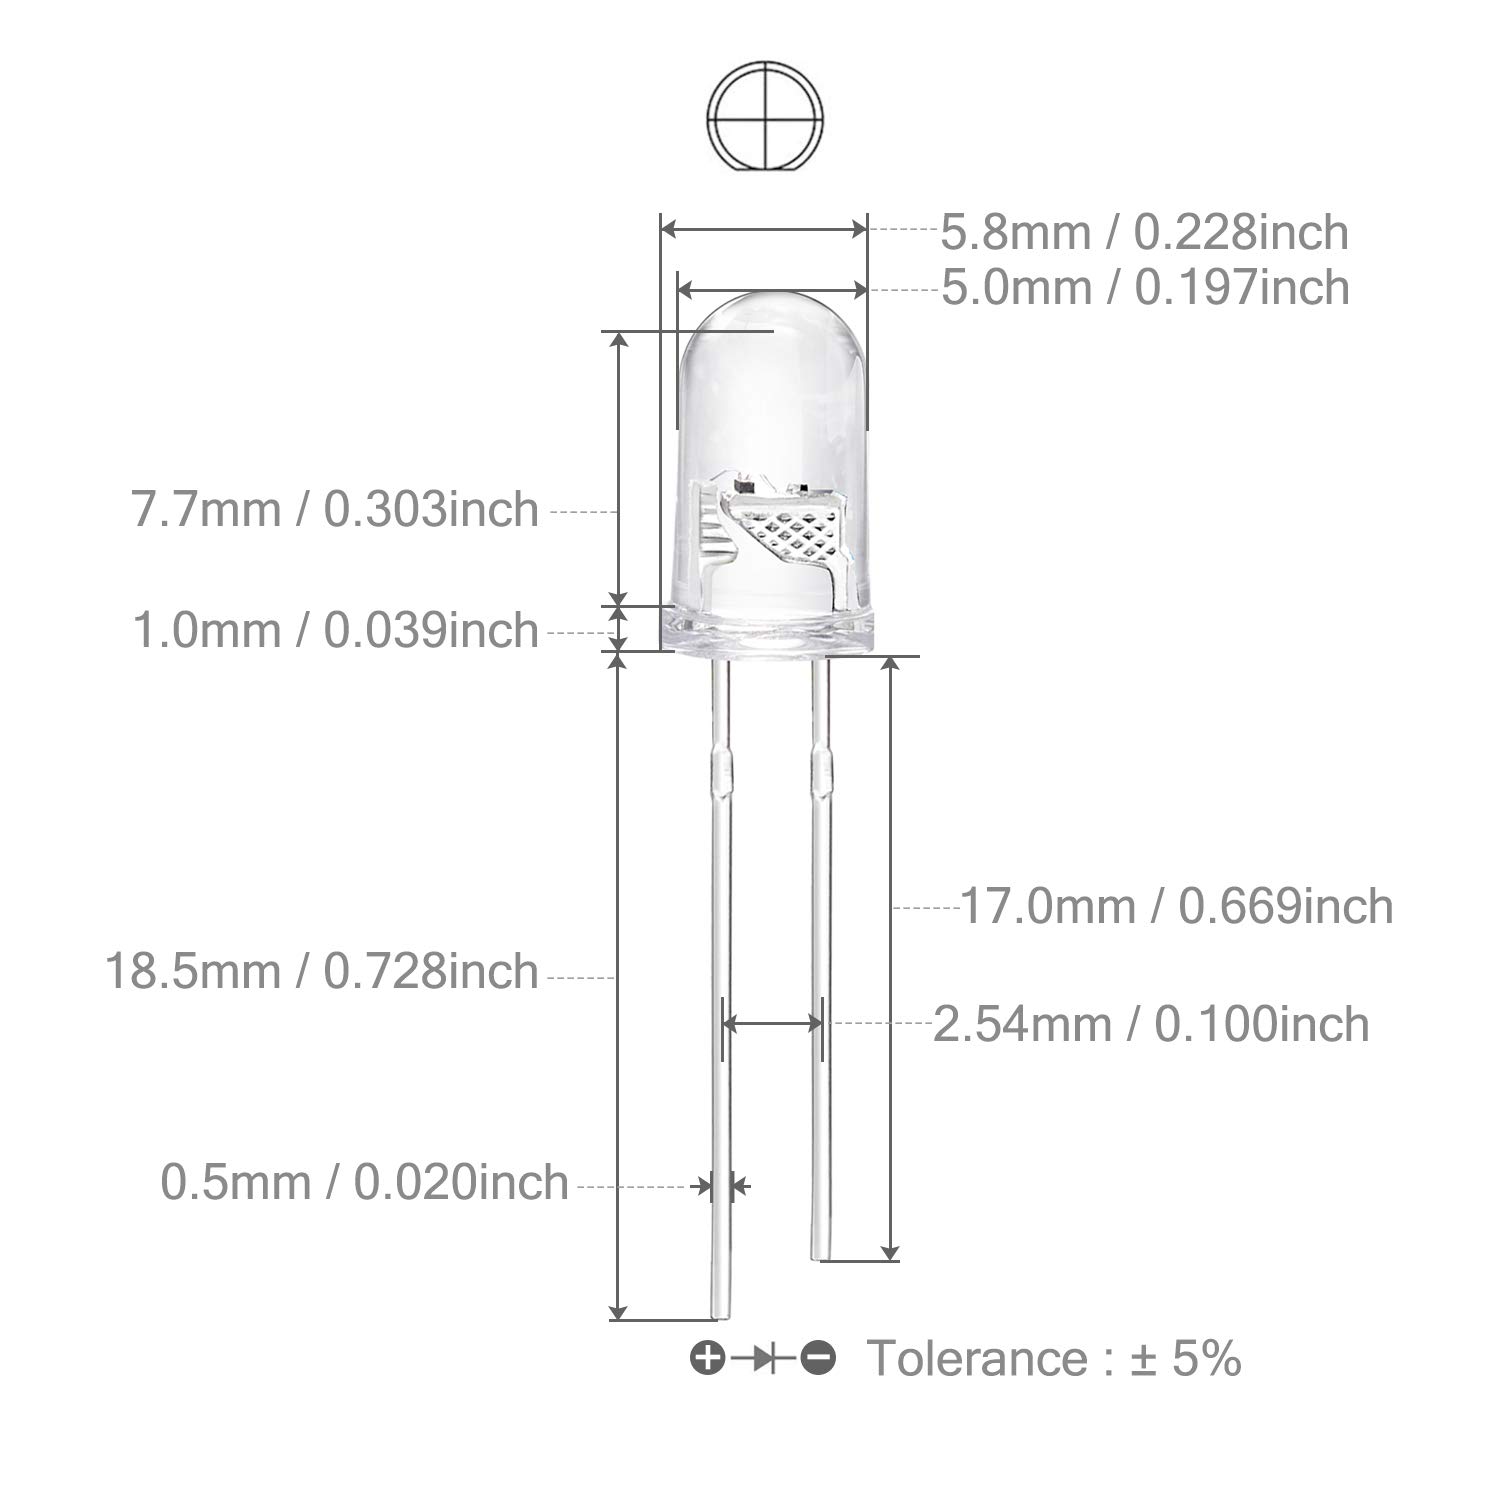 5.8mm / 0.228inch
5.0mm / 0.197inch
7.7mm / 0.303inch
1.0mm / 0.039inch
17.0mm / 0.669inch
18.5mm / 0.728inch
2.54mm / 0.100inch
0.5mm / 0.020inch
+ − Tolerance : ± 5%